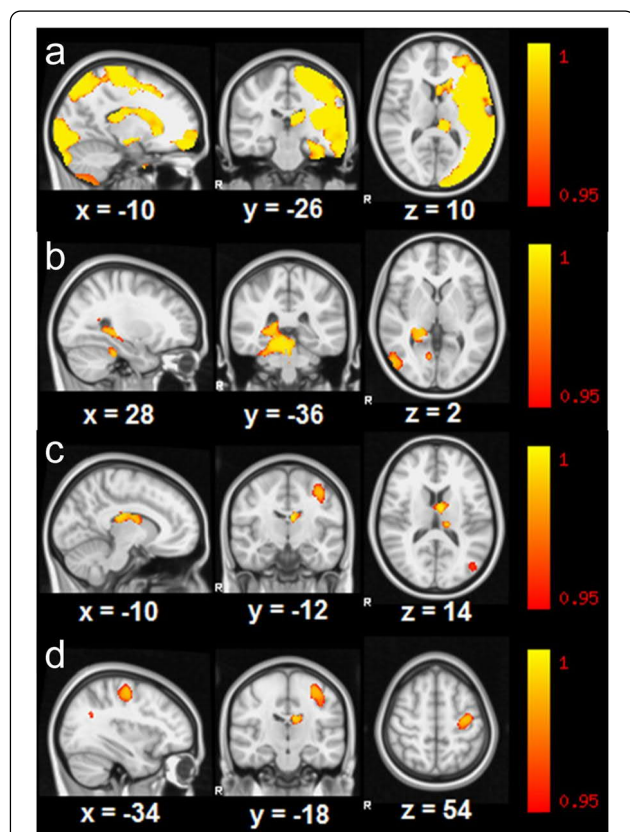 a
1
0.95
x = -10
y = -26
R
z = 10
R
b
1
0.95
x = 28
y = -36
R
z = 2
R
c
1
0.95
x = -10
y = -12
R
z = 14
R
d
1
0.95
x = -34
y = -18
R
z = 54
R